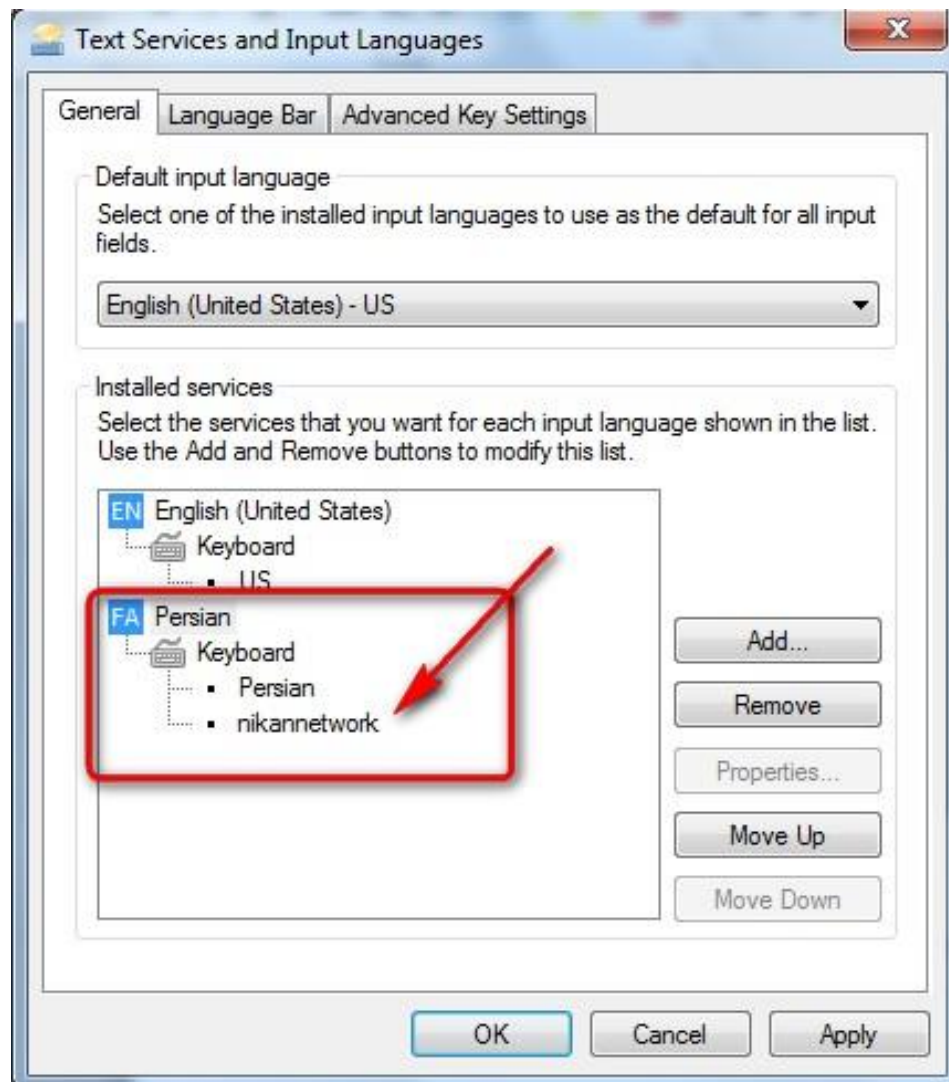 Text Services and Input Languages
General
Language Bar
Advanced Key Settings
Default input language
Select one of the installed input languages to use as the default for all input
fields.
English (United States) - US
Installed services
Select the services that you want for each input language shown in the list.
Use the Add and Remove buttons to modify this list.
EN English (United States)
Keyboard
US
FA Persian
Keyboard
Persian
nikannetwork
Add...
Remove
Properties...
Move Up
Move Down
OK
Cancel
Apply